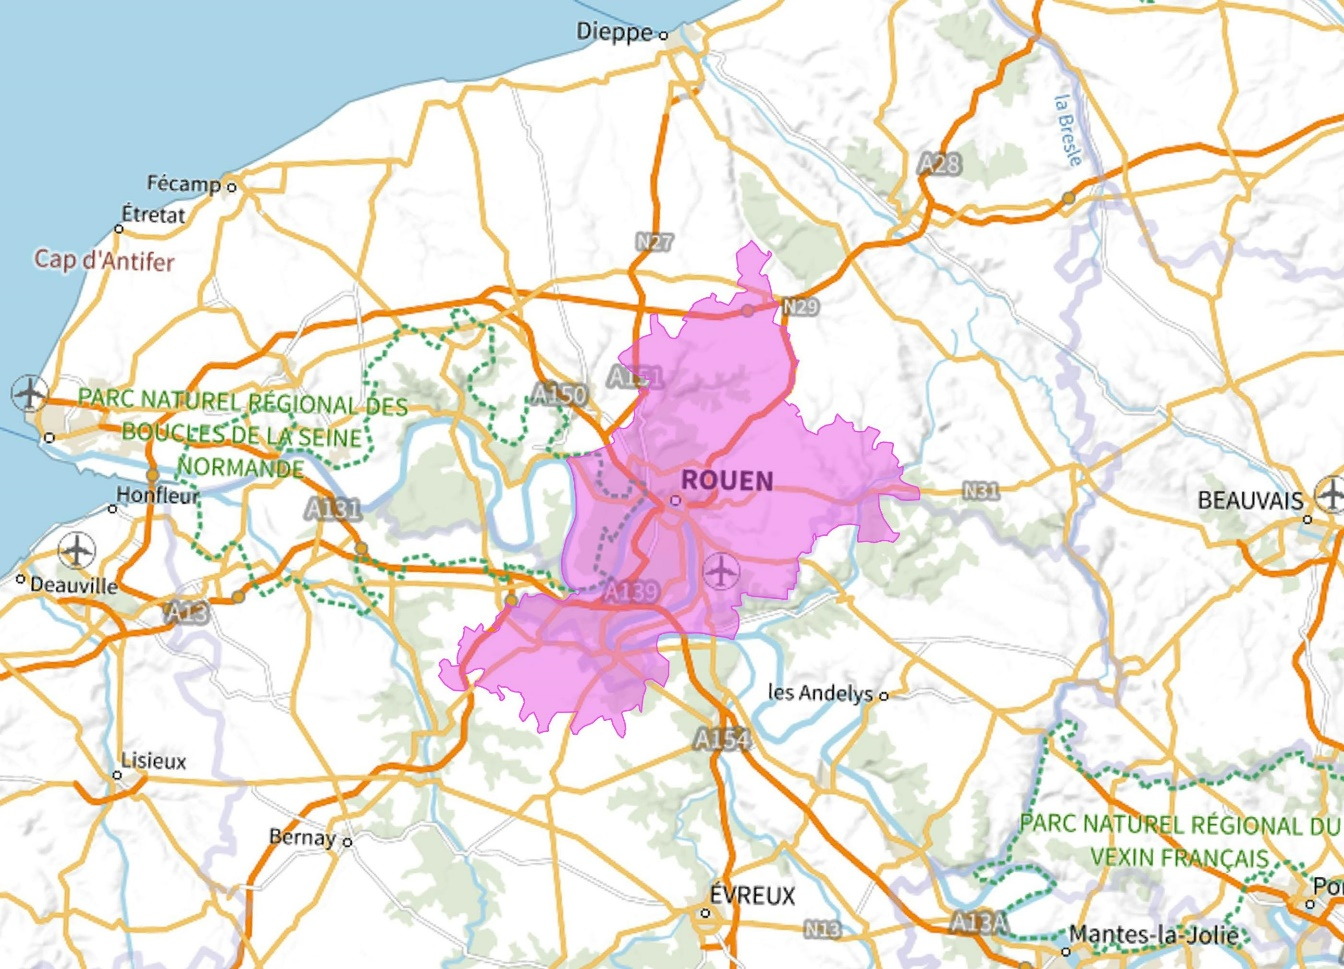 Dieppe
la Bresle
A28
Fécamp
Étretat
N27
Cap d'Antifer
N29
A151
A150
PARC NATUREL RÉGIONAL DES
BOUCLES DE LA SEINE
NORMANDE
ROUEN
N31
BEAUVAIS
Honfleur
A131
Deauville
A139
A13
les Andelys
A154
Lisieux
PARC NATUREL RÉGIONAL DU
VEXIN FRANÇAIS
Bernay
ÉVREUX
Po
N13
A13A
Mantes-la-Jolie